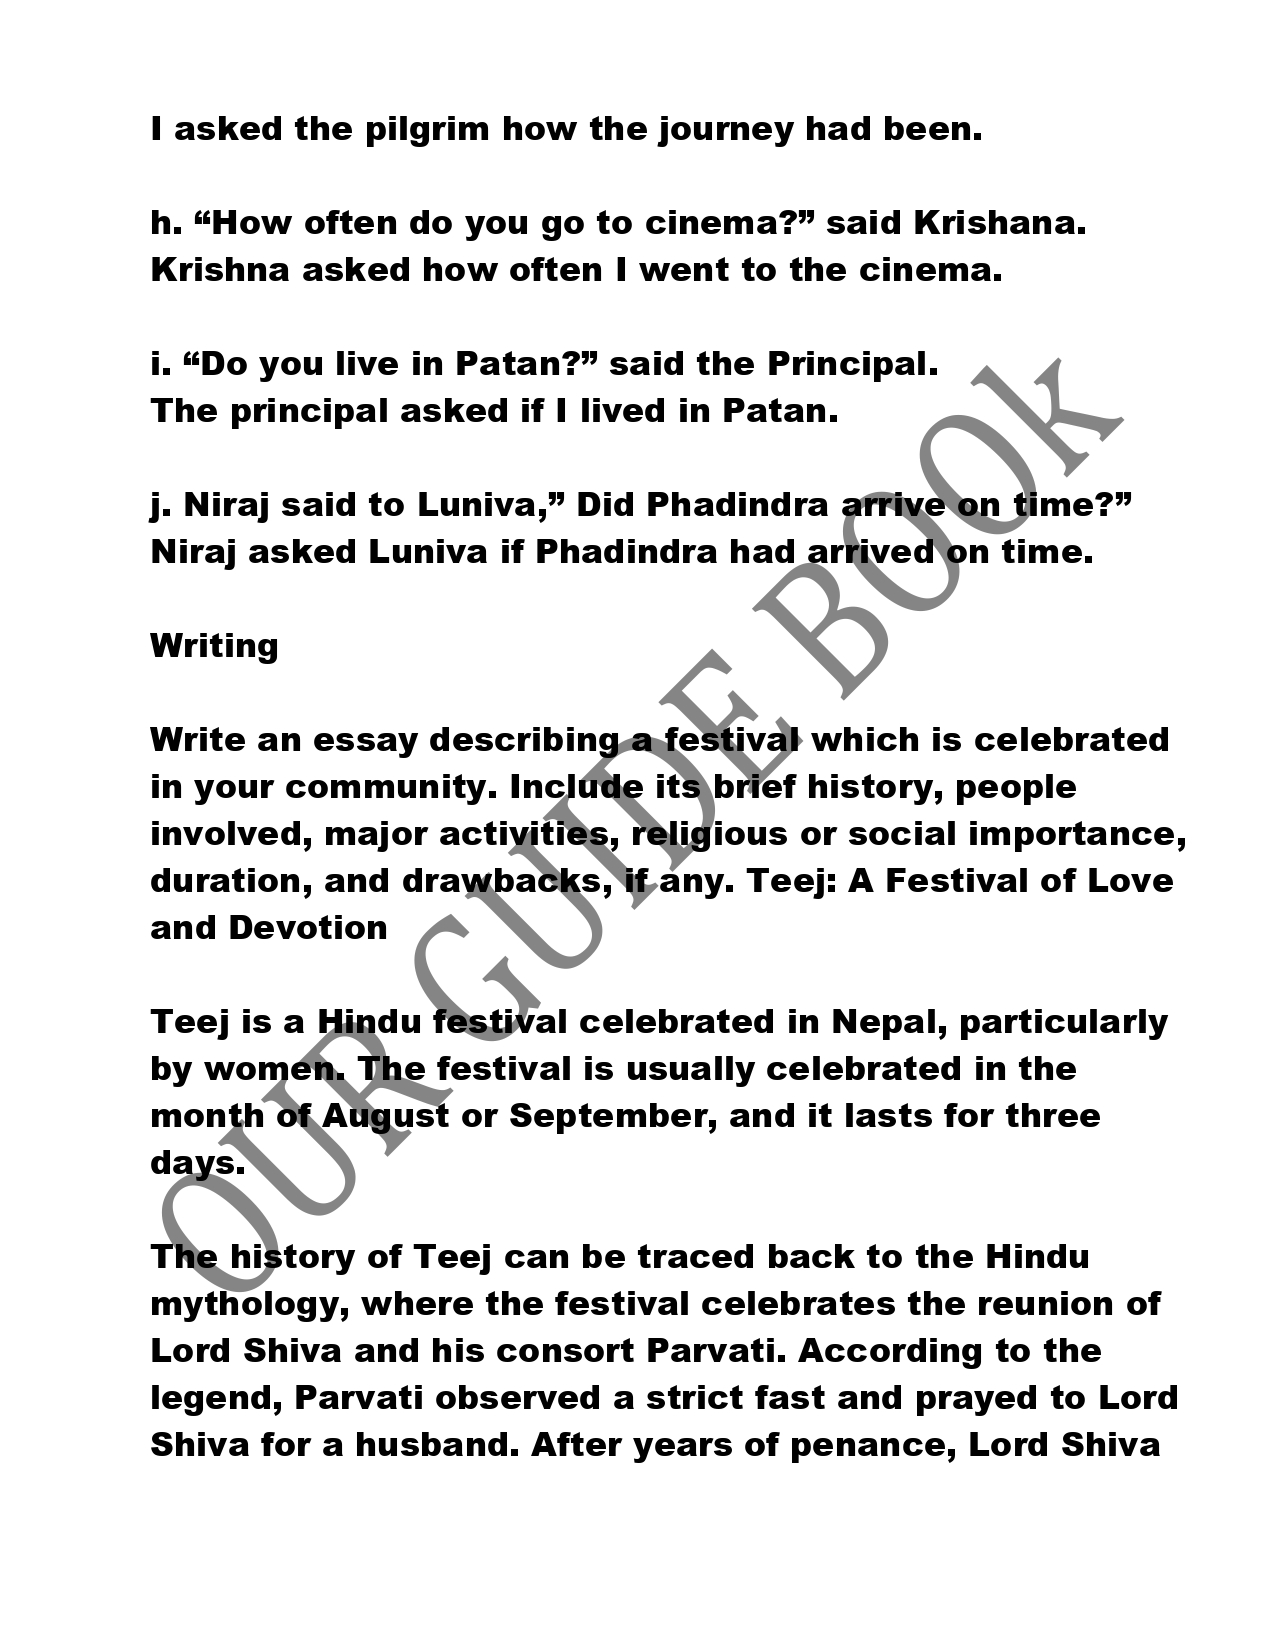 I asked the pilgrim how the journey had been.
h. “How often do you go to cinema?” said Krishana.
Krishna asked how often I went to the cinema.
i. “Do you live in Patan?” said the Principal.
The principal asked if I lived in Patan.
j. Niraj said to Luniva,” Did Phadindra arrive on time?”
Niraj asked Luniva if Phadindra had arrived on time.
Writing
Write an essay describing a festival which is celebrated
in your community. Include its brief history, people
involved, major activities, religious or social importance,
duration, and drawbacks, if any. Teej: A Festival of Love
and Devotion
Teej is a Hindu festival celebrated in Nepal, particularly
by women. The festival is usually celebrated in the
month of August or September, and it lasts for three
days.
The history of Teej can be traced back to the Hindu
mythology, where the festival celebrates the reunion of
Lord Shiva and his consort Parvati. According to the
legend, Parvati observed a strict fast and prayed to Lord
Shiva for a husband. After years of penance, Lord Shiva
OUR GUIDE BOOk